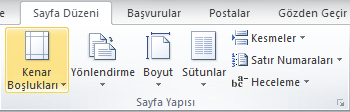 Sayfa Düzeni Başvurular Postalar Gözden Geçir
Kenar Boşlukları
Yönlendirme
Boyut
Sütunlar
Kesmeler
Satır Numaraları
Heceleme
Sayfa Yapısı